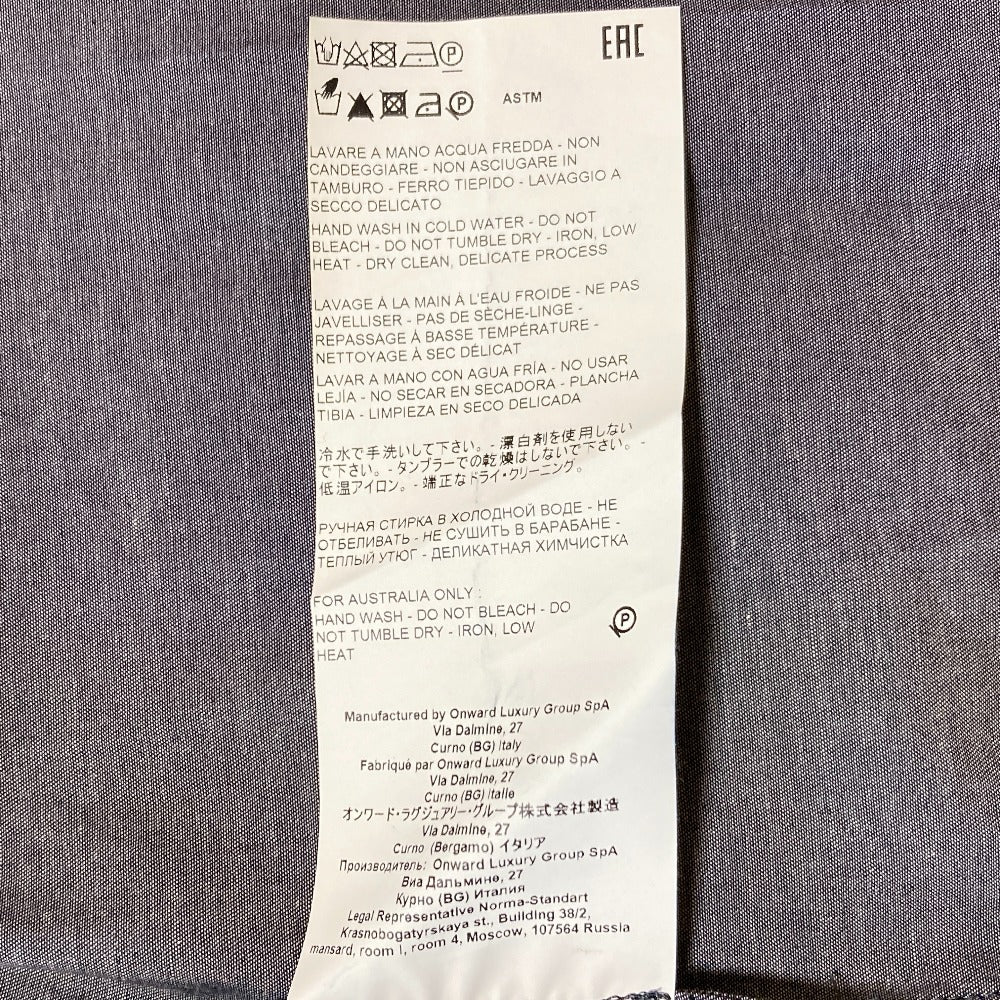 EAC
P
P ASTM
LAVARE A MANO ACQUA FREDDA - NON
CANDEGGIARE - NON ASCIUGARE IN
TAMBURO - FERRO TIEPIDO - LAVAGGIO A
SECCO DELICATO
HAND WASH IN COLD WATER - DO NOT
BLEACH - DO NOT TUMBLE DRY - IRON, LOW
HEAT - DRY CLEAN, DELICATE PROCESS
LAVAGE À LA MAIN À L'EAU FROIDE - NE PAS
JAVELLISER - PAS DE SÈCHE-LINGE -
REPASSAGE À BASSE TEMPÉRATURE -
NETTOYAGE À SEC DÉLICAT
LAVAR A MANO CON AGUA FRÍA - NO USAR
LEJÍA - NO SECAR EN SECADORA - PLANCHA
TIBIA - LIMPIEZA EN SECO DELICADA
冷水で手洗いして下さい。- 漂白剤を使用しない
で下さい。- タンブラーでの乾燥はしないで下さい。-
低温アイロン。- 端正なドライ・クリーニング。
РУЧНАЯ СТИРКА В ХОЛОДНОЙ ВОДЕ - НЕ
ОТБЕЛИВАТЬ - НЕ СУШИТЬ В БАРАБАНЕ -
ТЕПЛЫЙ УТЮГ - ДЕЛИКАТНАЯ ХИМЧИСТКА
FOR AUSTRALIA ONLY :
HAND WASH - DO NOT BLEACH - DO
NOT TUMBLE DRY - IRON, LOW
HEAT
P
Manufactured by Onward Luxury Group SpA
Via Dalmine, 27
Curno (BG) Italy
Fabriqué par Onward Luxury Group SpA
Via Dalmine, 27
Curno (BG) Italie
オンワード・ラグジュアリー・グループ株式会社製造
Via Dalmine, 27
Curno (Bergamo) イタリア
Производитель: Onward Luxury Group SpA
Виа Дальмине, 27
Курно (BG) Италия
Legal Representative Norma-Standart
Krasnobogatyrskaya st., Building 38/2,
mansard, room I, room 4, Moscow, 107564 Russia